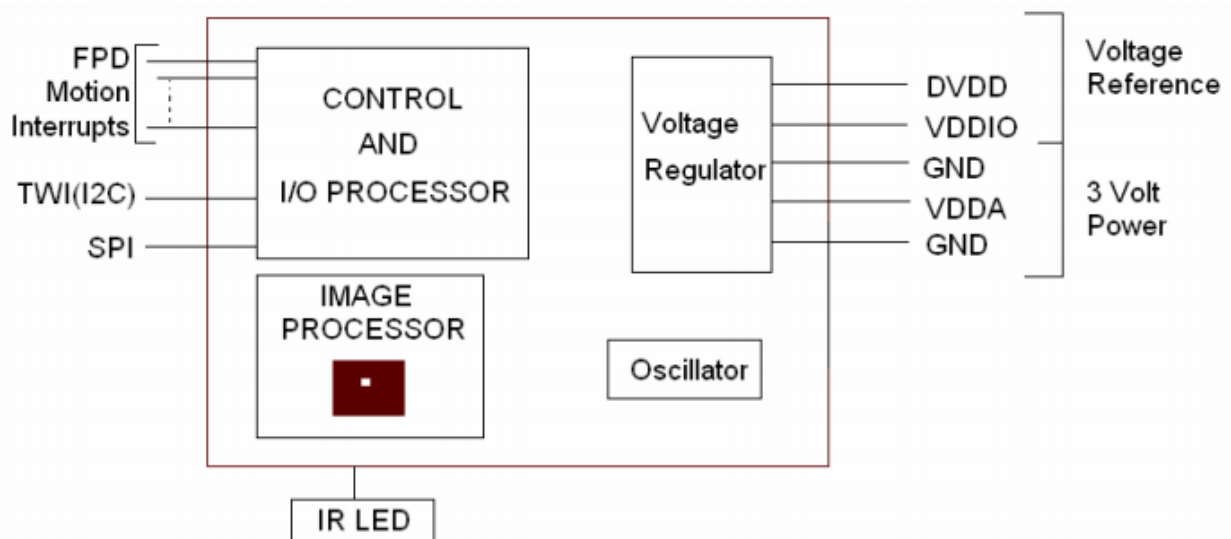 FPD
Motion
Interrupts
TWI(I2C)
SPI
CONTROL
AND
I/O PROCESSOR
IMAGE
PROCESSOR
IR LED
Voltage
Regulator
Oscillator
DVDD
VDDIO
GND
VDDA
GND
Voltage
Reference
3 Volt
Power